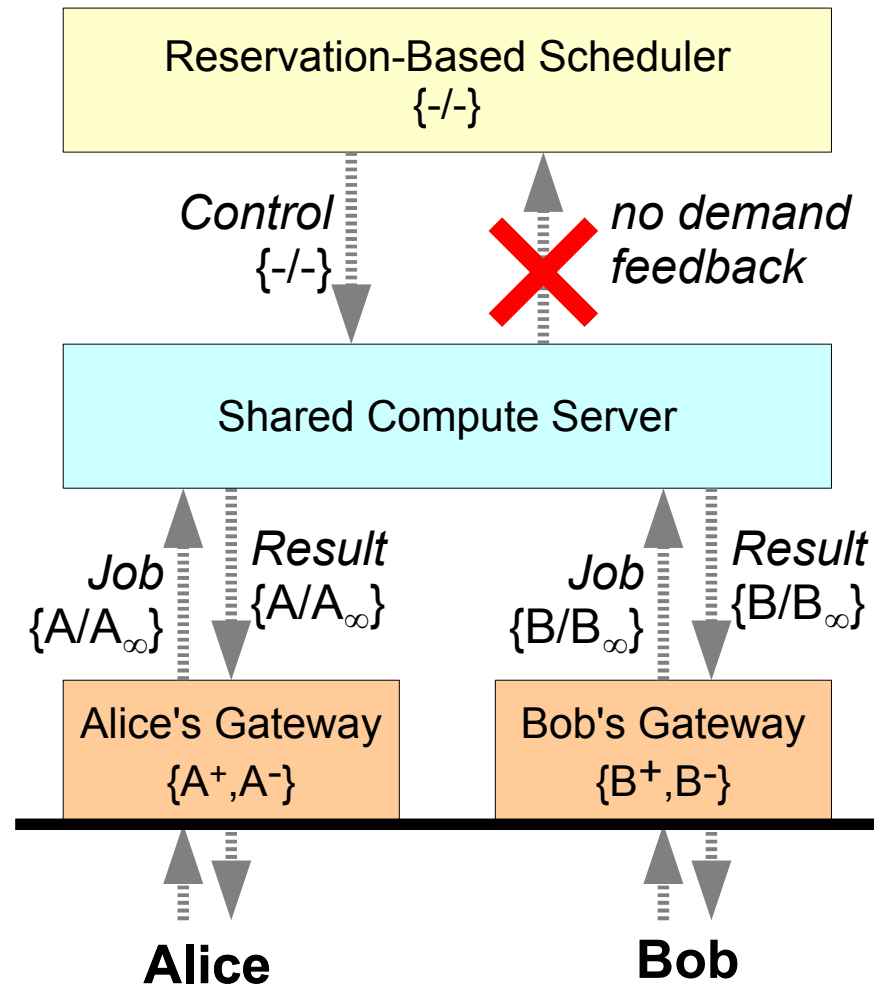 Reservation-Based Scheduler
{-/-}
Control
{-/-}
no demand
feedback
Shared Compute Server
Job
{A/A∞}
Result
{A/A∞}
Job
{B/B∞}
Result
{B/B∞}
Alice's Gateway
{A⁺,A⁻}
Bob's Gateway
{B⁺,B⁻}
Alice
Bob